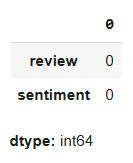 0
review 0
sentiment 0
dtype: int64